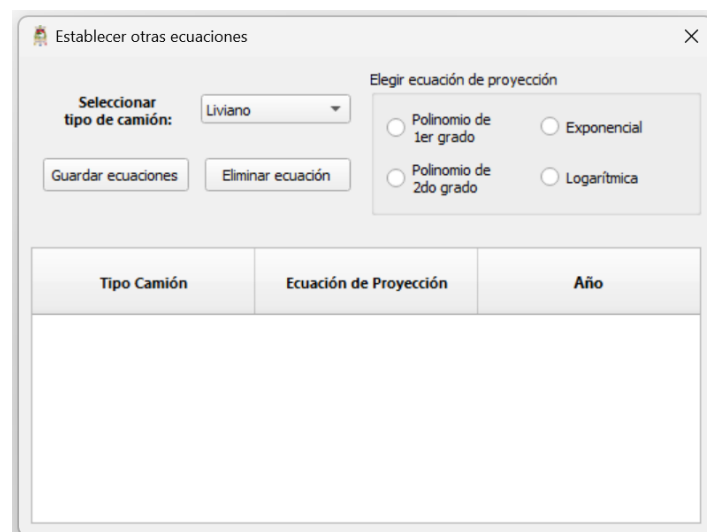 Establecer otras ecuaciones
Elegir ecuación de proyección
Seleccionar
tipo de camión:
Liviano
Polinomio de
1er grado
Exponencial
Guardar ecuaciones
Eliminar ecuación
Polinomio de
2do grado
Logarítmica
Tipo Camión
Ecuación de Proyección
Año